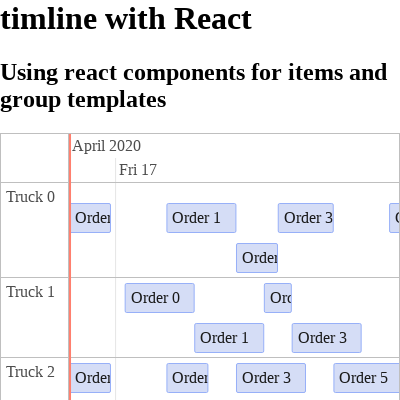 timline with React
Using react components for items and
group templates
April 2020
Fri 17
Truck 0
Order
Order 1
Order 3
Order
Truck 1
Order 0
Order 1
Order 3
Truck 2
Order
Order
Order 3
Order 5